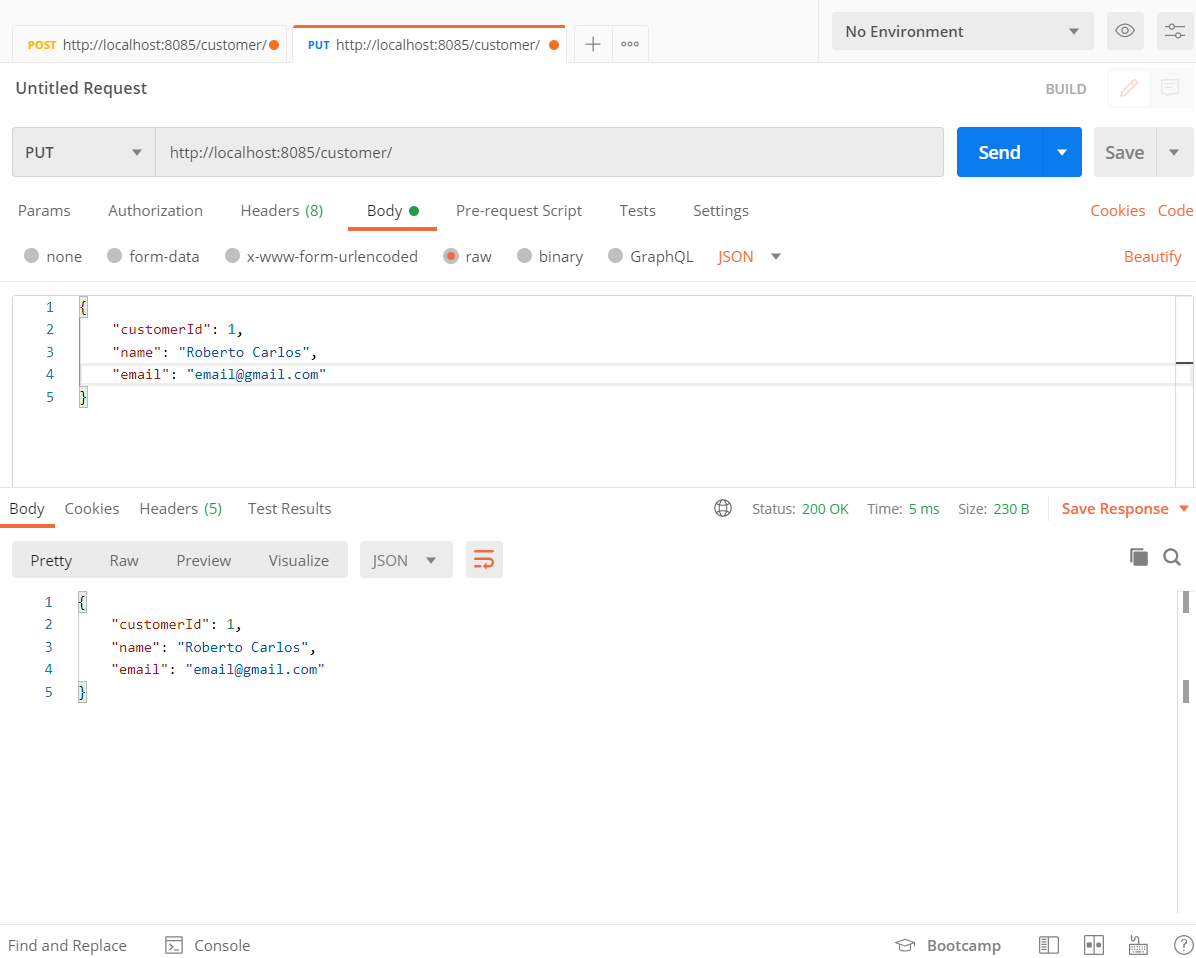 POST http://localhost:8085/customer/ PUT http://localhost:8085/customer/ No Environment
Untitled Request BUILD
PUT http://localhost:8085/customer/ Send Save
Params Authorization Headers (8) Body Pre-request Script Tests Settings Cookies Code
none form-data x-www-form-urlencoded raw binary GraphQL JSON Beautify
1 {
2 "customerId": 1,
3 "name": "Roberto Carlos",
4 "email": "email@gmail.com"
5 }
Body Cookies Headers (5) Test Results Status: 200 OK Time: 5 ms Size: 230 B Save Response
Pretty Raw Preview Visualize JSON
1 {
2 "customerId": 1,
3 "name": "Roberto Carlos",
4 "email": "email@gmail.com"
5 }
Find and Replace Console Bootcamp